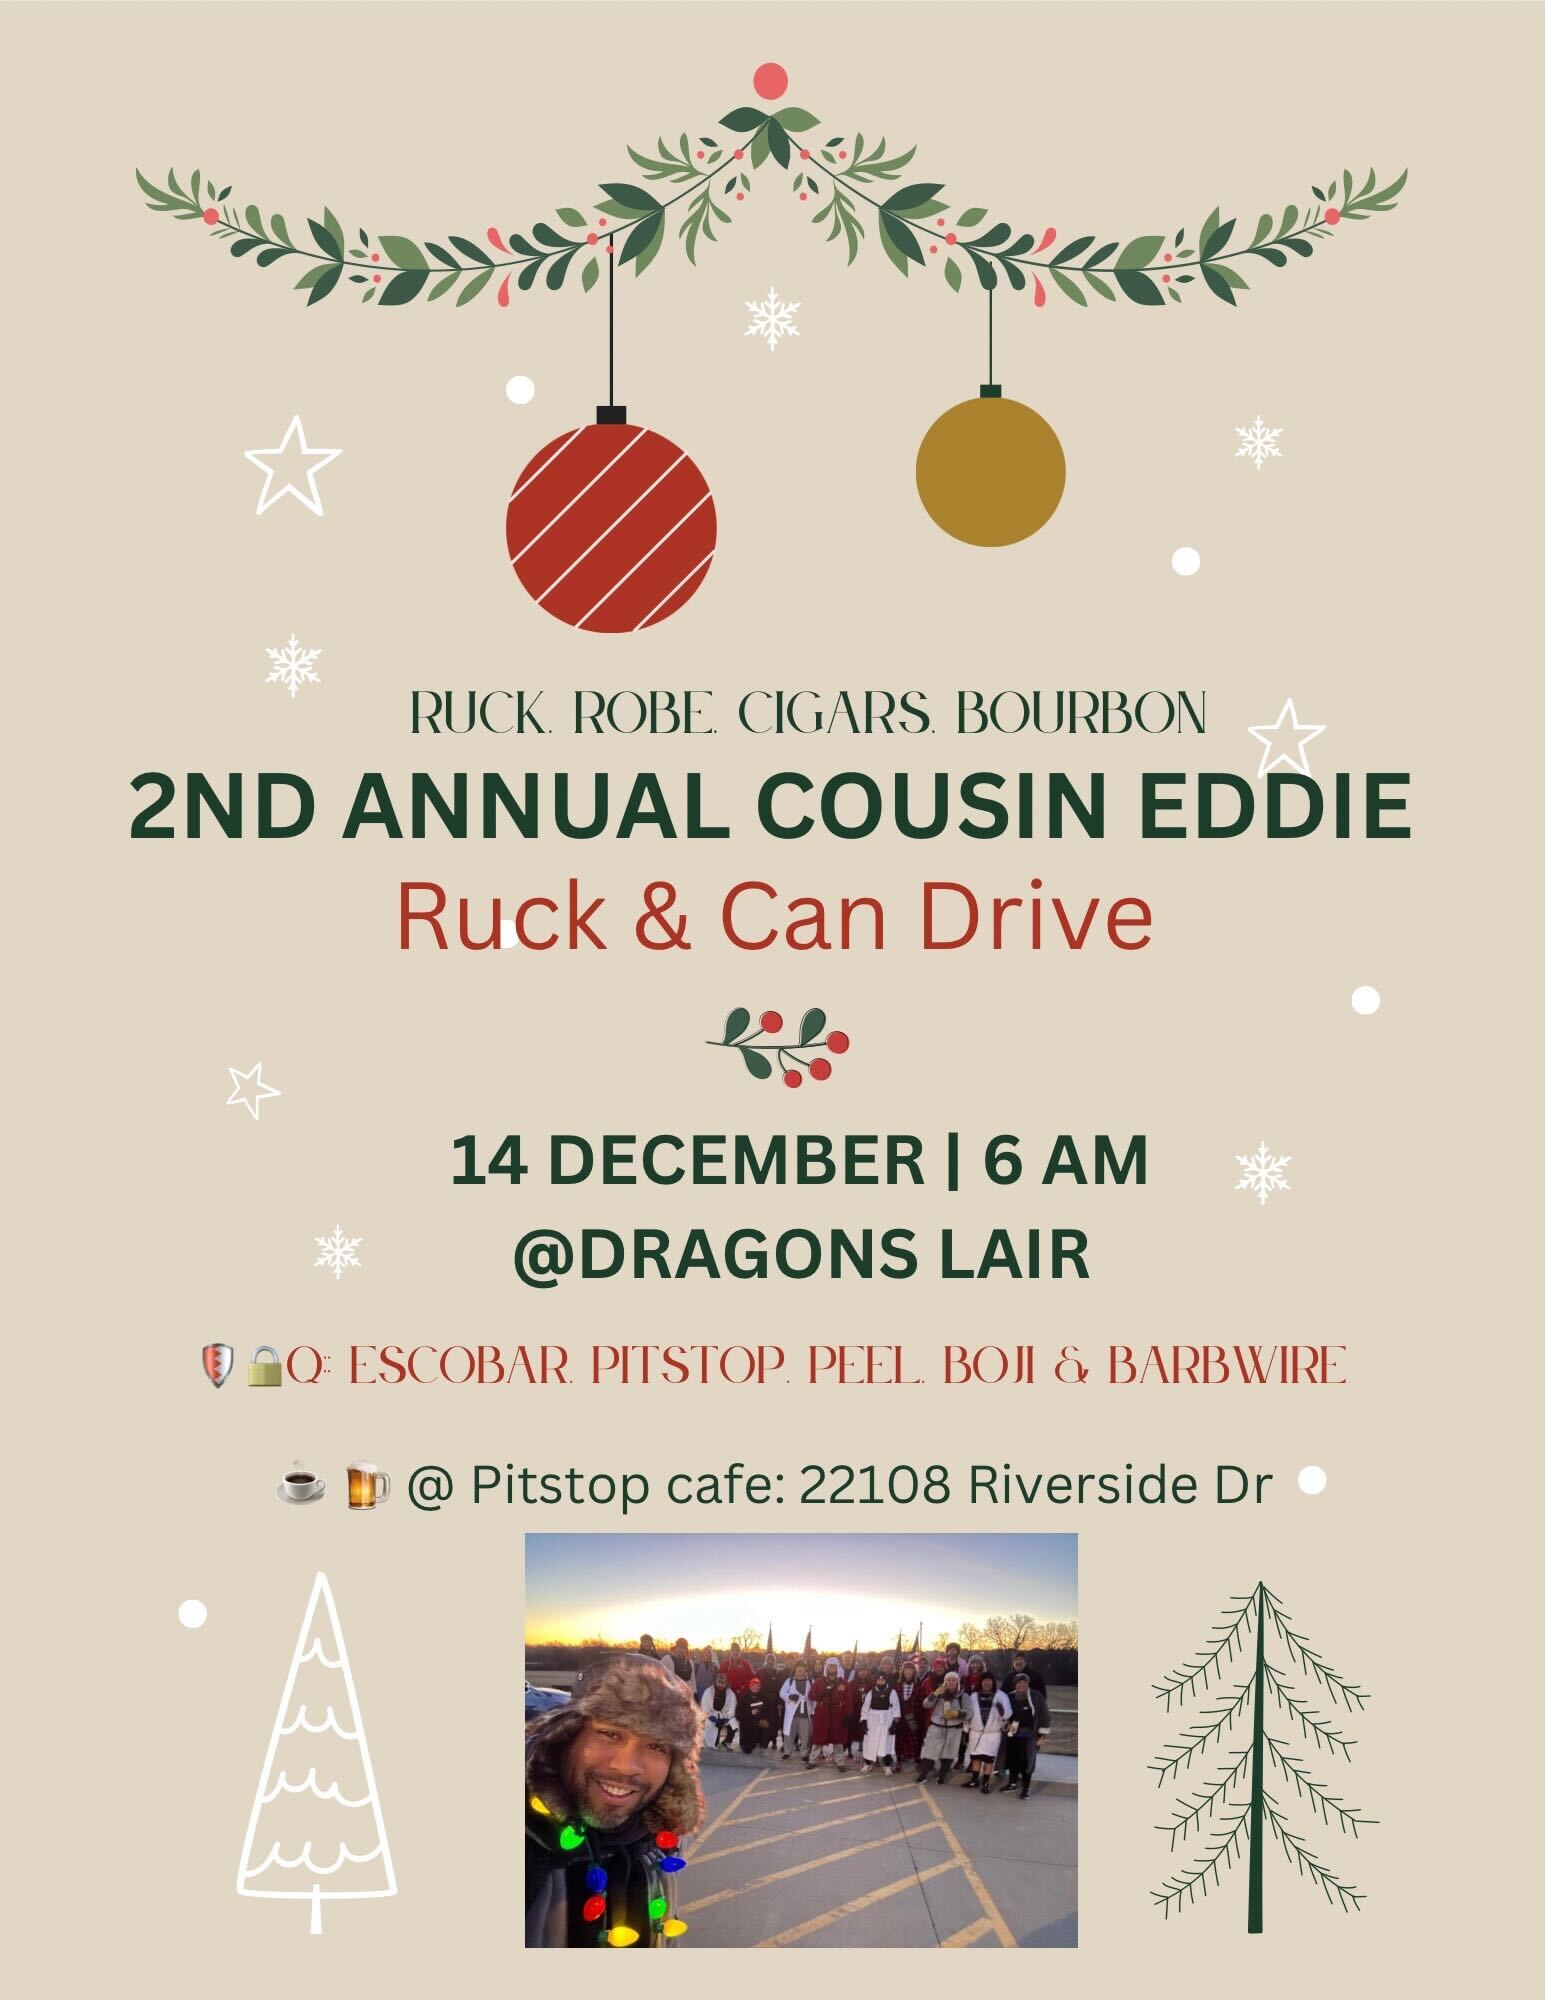 RUCK, ROBE, CIGARS, BOURBON
2ND ANNUAL COUSIN EDDIE
Ruck & Can Drive
14 DECEMBER | 6 AM
@DRAGONS LAIR
Q: ESCOBAR, PITSTOP, PEEL, BOJI & BARBWIRE
@ Pitstop cafe: 22108 Riverside Dr